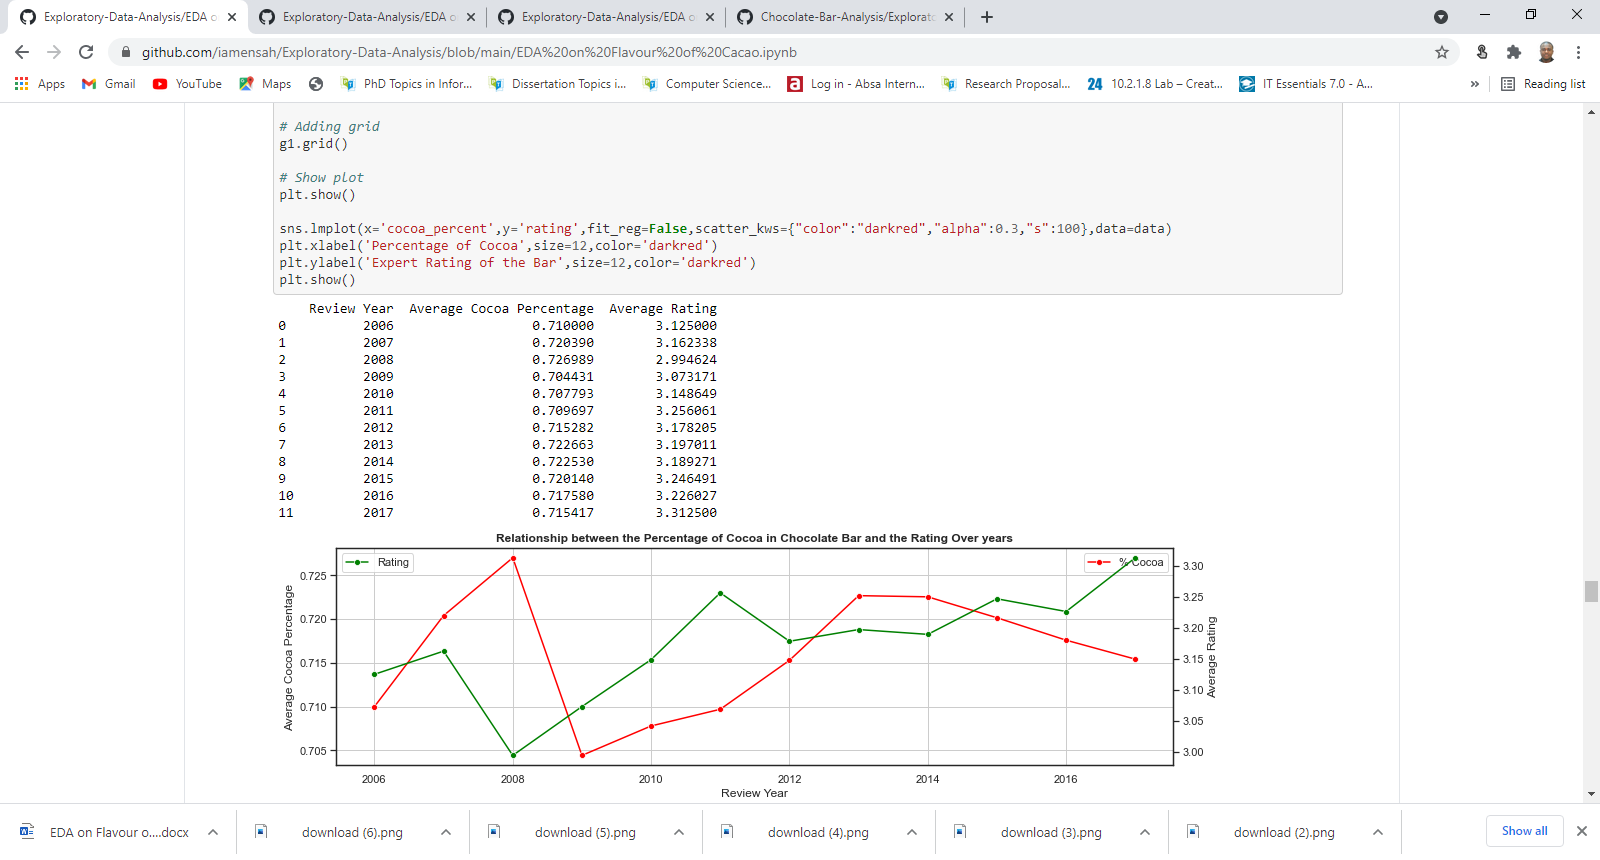 Exploratory-Data-Analysis/EDA o
Exploratory-Data-Analysis/EDA o
Exploratory-Data-Analysis/EDA o
Chocolate-Bar-Analysis/Explorato
github.com/iamensah/Exploratory-Data-Analysis/blob/main/EDA%20on%20Flavour%20of%20Cacao.ipynb
Apps Gmail YouTube Maps PhD Topics in Infor... Dissertation Topics i... Computer Science... Log in - Absa Intern... Research Proposal... 24 10.2.1.8 Lab – Creat... IT Essentials 7.0 - A... » Reading list
# Adding grid
g1.grid()
# Show plot
plt.show()
sns.lmplot(x='cocoa_percent',y='rating',fit_reg=False,scatter_kws={"color":"darkred","alpha":0.3,"s":100},data=data)
plt.xlabel('Percentage of Cocoa',size=12,color='darkred')
plt.ylabel('Expert Rating of the Bar',size=12,color='darkred')
plt.show()
Review Year Average Cocoa Percentage Average Rating
0 2006 0.710000 3.125000
1 2007 0.720390 3.162338
2 2008 0.726989 2.994624
3 2009 0.704431 3.073171
4 2010 0.707793 3.148649
5 2011 0.709697 3.256061
6 2012 0.715282 3.178205
7 2013 0.722663 3.197011
8 2014 0.722530 3.189271
9 2015 0.720140 3.246491
10 2016 0.717580 3.226027
11 2017 0.715417 3.312500
Relationship between the Percentage of Cocoa in Chocolate Bar and the Rating Over years
Rating
% Cocoa
Average Cocoa Percentage
0.725
0.720
0.715
0.710
0.705
3.30
3.25
3.20
3.15
3.10
3.05
3.00
Average Rating
2006 2008 2010 2012 2014 2016
Review Year
EDA on Flavour o....docx
download (6).png
download (5).png
download (4).png
download (3).png
download (2).png
Show all